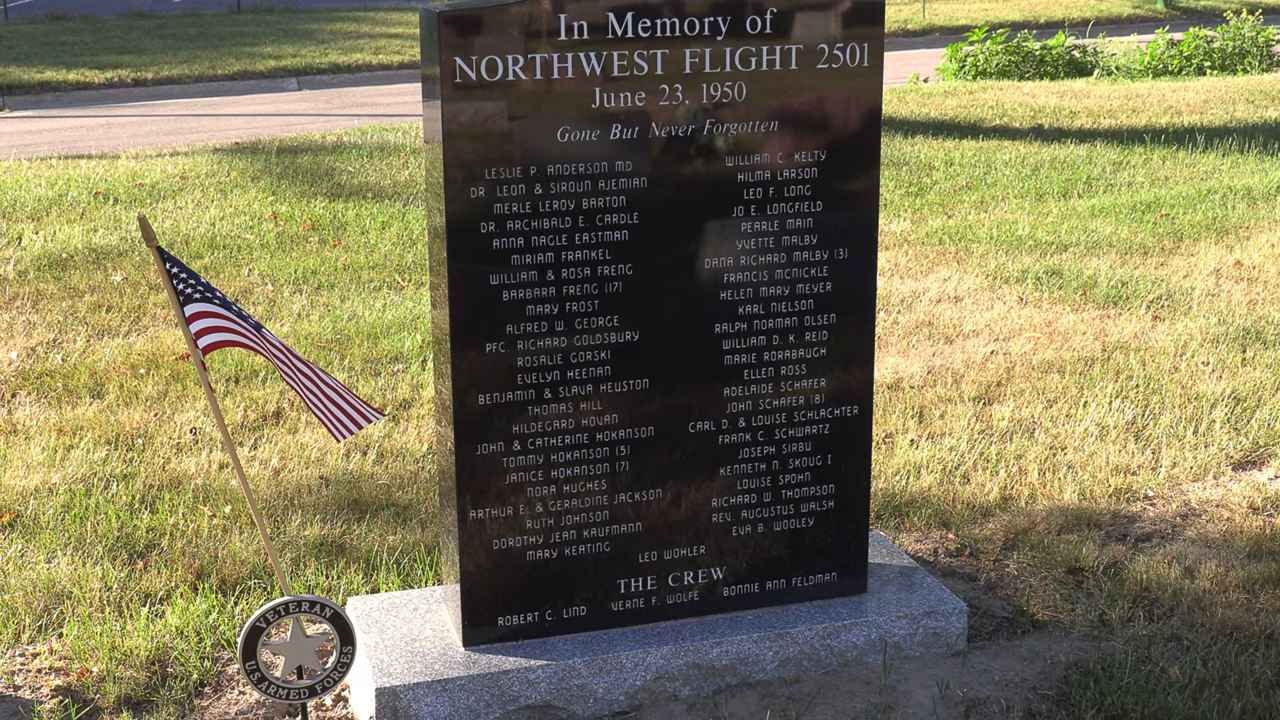 In Memory of
NORTHWEST FLIGHT 2501
June 23, 1950
Gone But Never Forgotten
LESLIE P. ANDERSON MD
DR. LEON & SIROUN AJEMIAN
MERLE LEROY BARTON
DR. ARCHIBALD E. CARDLE
ANNA NAGLE EASTMAN
MIRIAM FRANKEL
WILLIAM & ROSA FRENG
BARBARA FRENG (17)
MARY FROST
ALFRED W. GEORGE
PFC. RICHARD GOLDSBURY
ROSALIE GORSKI
EVELYN HEENAN
BENJAMIN & SLAVA HEUSTON
THOMAS HILL
HILDEGARD HOVAN
JOHN & CATHERINE HOKANSON
TOMMY HOKANSON (5)
JANICE HOKANSON (7)
NORA HUGHES
ARTHUR E. & GERALDINE JACKSON
RUTH JOHNSON
DOROTHY JEAN KAUFMANN
MARY KEATING
WILLIAM C. KELTY
HILMA LARSON
LEO F. LONG
JO E. LONGFIELD
PEARLE MAIN
YVETTE MALBY
DANA RICHARD MALBY (3)
FRANCIS MCNICKLE
HELEN MARY MEYER
KARL NIELSON
RALPH NORMAN OLSEN
WILLIAM D. K. REID
MARIE RORABAUGH
ELLEN ROSS
ADELAIDE SCHAFER
JOHN SCHAFER (8)
CARL D. & LOUISE SCHLACHTER
FRANK C. SCHWARTZ
JOSEPH SIRBU
KENNETH N. SKOUG I
LOUISE SPOHN
RICHARD W. THOMPSON
REV. AUGUSTUS WALSH
EVA B. WOOLEY
LEO WOHLER
THE CREW
ROBERT C. LIND VERNE F. WOLFE BONNIE ANN FELDMAN
VETERAN
U.S. ARMED FORCES